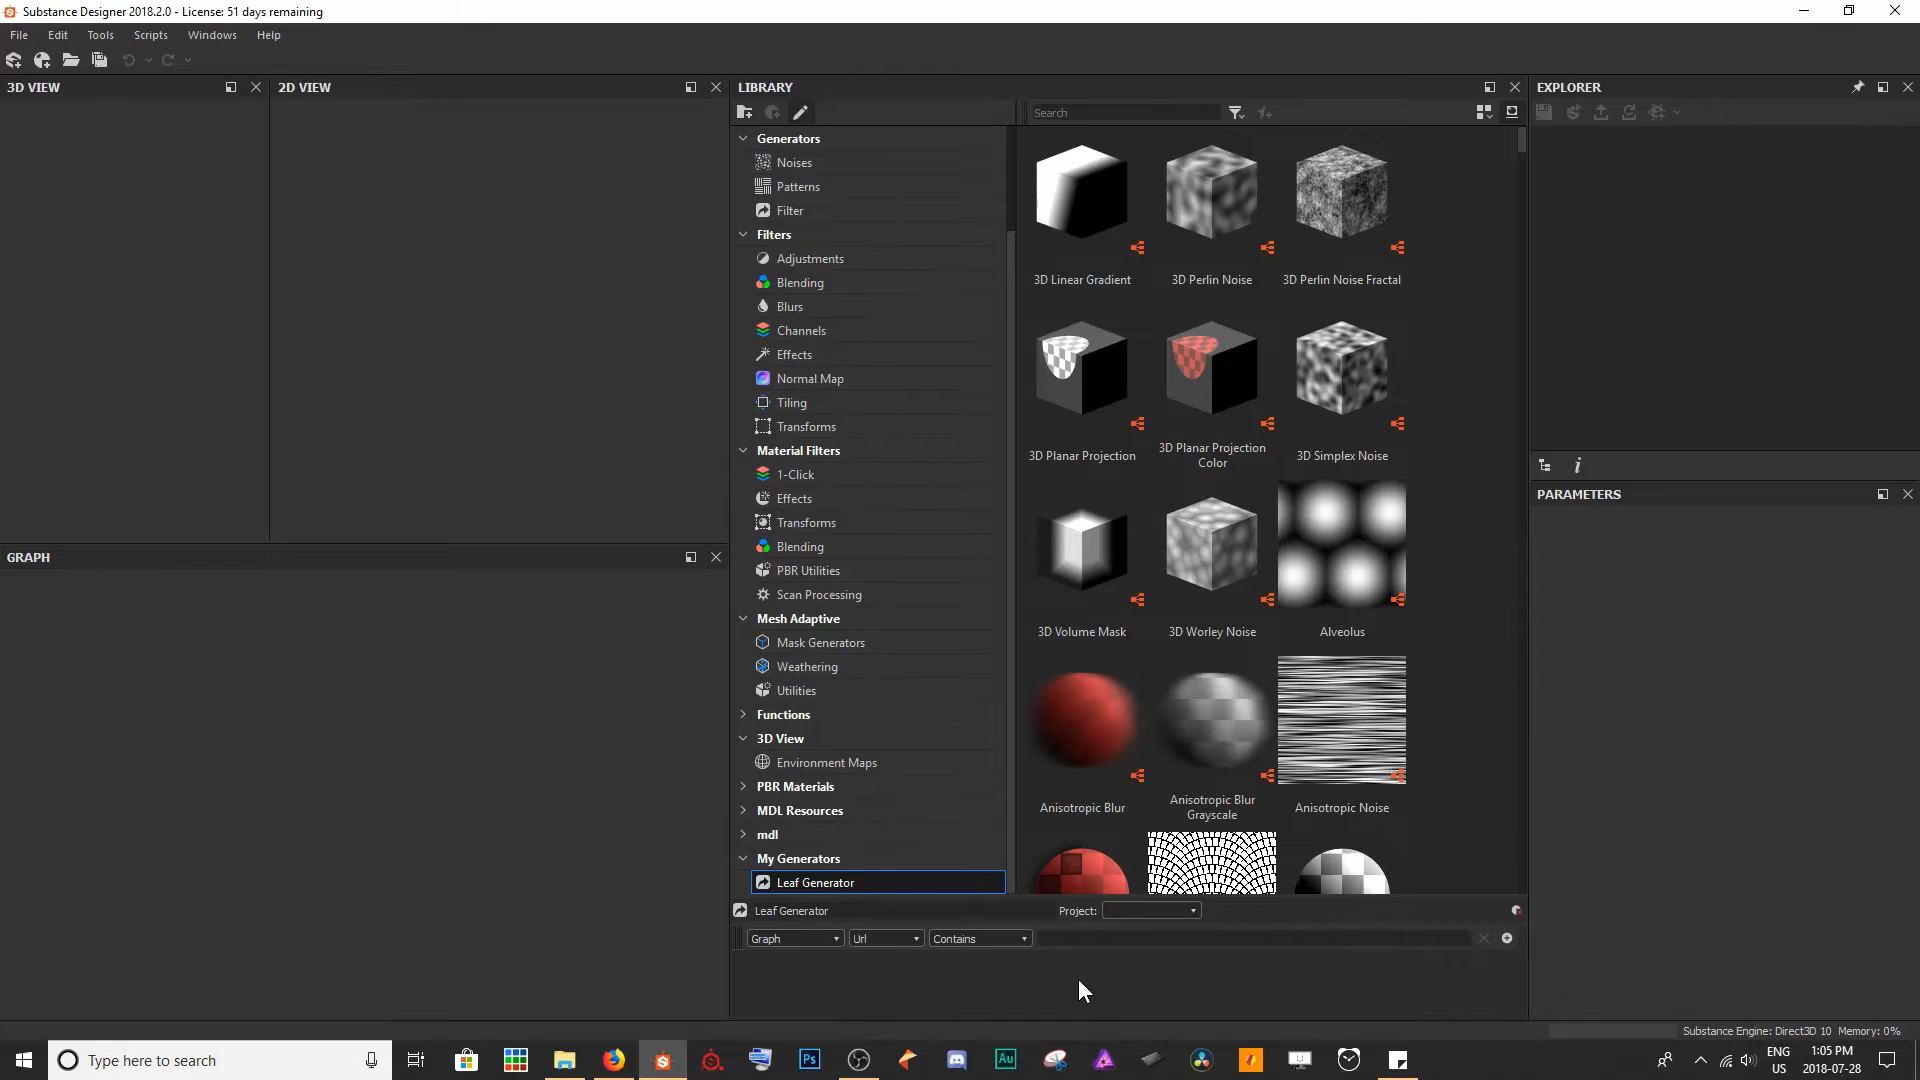 Substance Designer 2018.2.0 - License: 51 days remaining
File Edit Tools Scripts Windows Help
3D VIEW
2D VIEW
LIBRARY
EXPLORER
Search
Generators
Noises
Patterns
Filter
Filters
Adjustments
Blending
Blurs
Channels
Effects
Normal Map
Tiling
Transforms
Material Filters
1-Click
Effects
Transforms
Blending
PBR Utilities
Scan Processing
Mesh Adaptive
Mask Generators
Weathering
Utilities
Functions
3D View
Environment Maps
PBR Materials
MDL Resources
mdl
My Generators
Leaf Generator
3D Linear Gradient
3D Perlin Noise
3D Perlin Noise Fractal
3D Planar Projection
3D Planar Projection
Color
3D Simplex Noise
3D Volume Mask
3D Worley Noise
Alveolus
Anisotropic Blur
Anisotropic Blur
Grayscale
Anisotropic Noise
Leaf Generator
Project:
Graph
Url
Contains
GRAPH
PARAMETERS
Substance Engine: Direct3D 10 Memory: 0%
Type here to search
Ps
Au
ENG
US
1:05 PM
2018-07-28